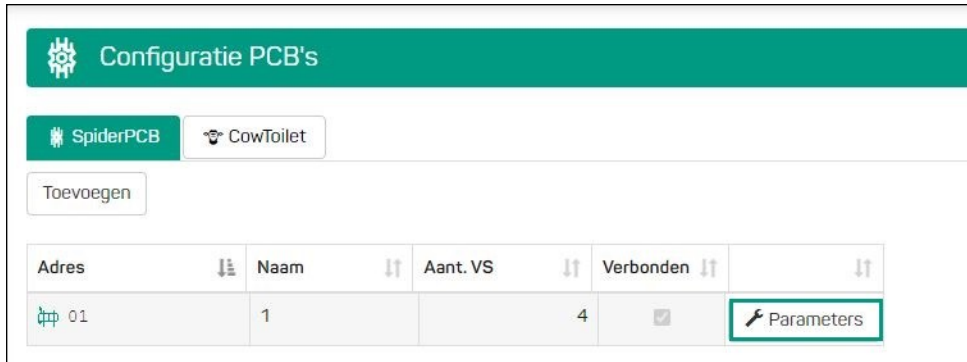 Configuratie PCB's
SpiderPCB CowToilet
Toevoegen
Adres Naam Aant. VS Verbonden
01 1 4 Parameters